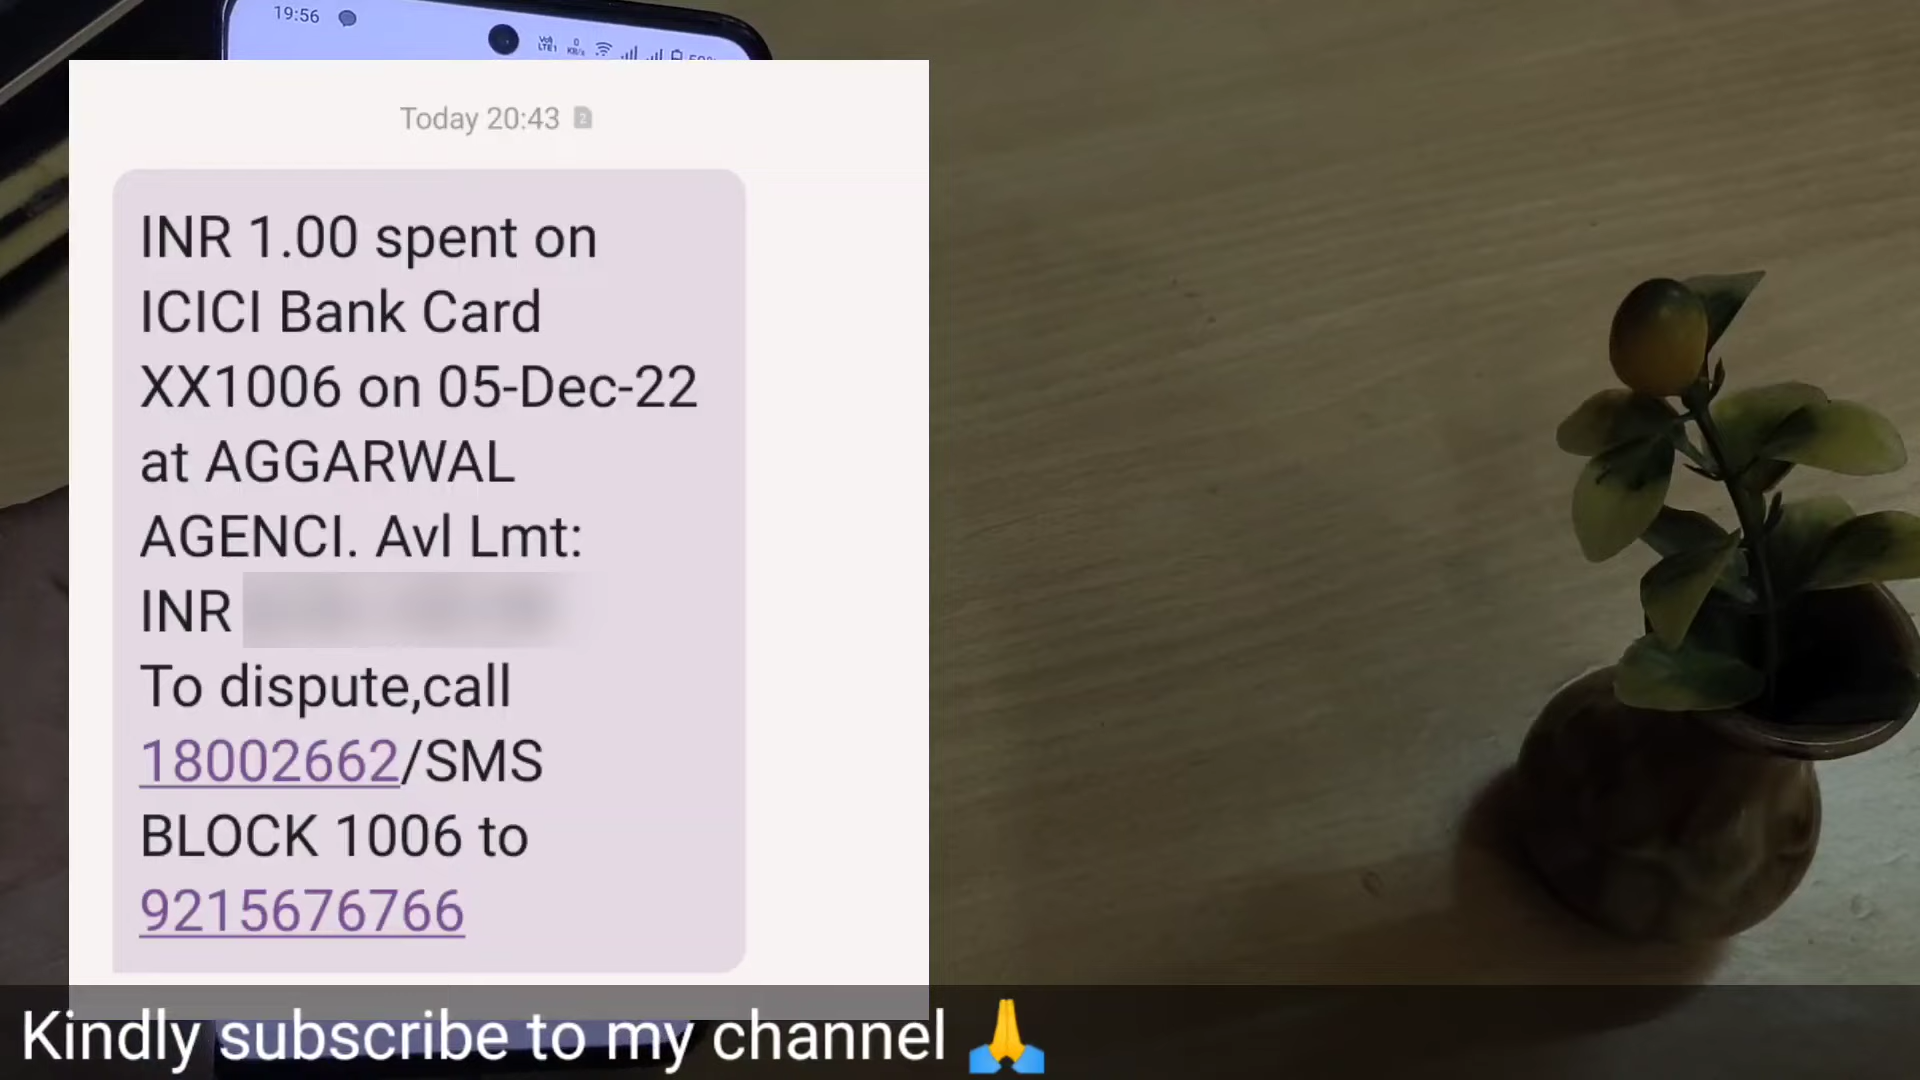 19:56
Today 20:43 2
INR 1.00 spent on
ICICI Bank Card
XX1006 on 05-Dec-22
at AGGARWAL
AGENCI. Avl Lmt:
INR
To dispute,call
18002662/SMS
BLOCK 1006 to
9215676766
Kindly subscribe to my channel 🙏